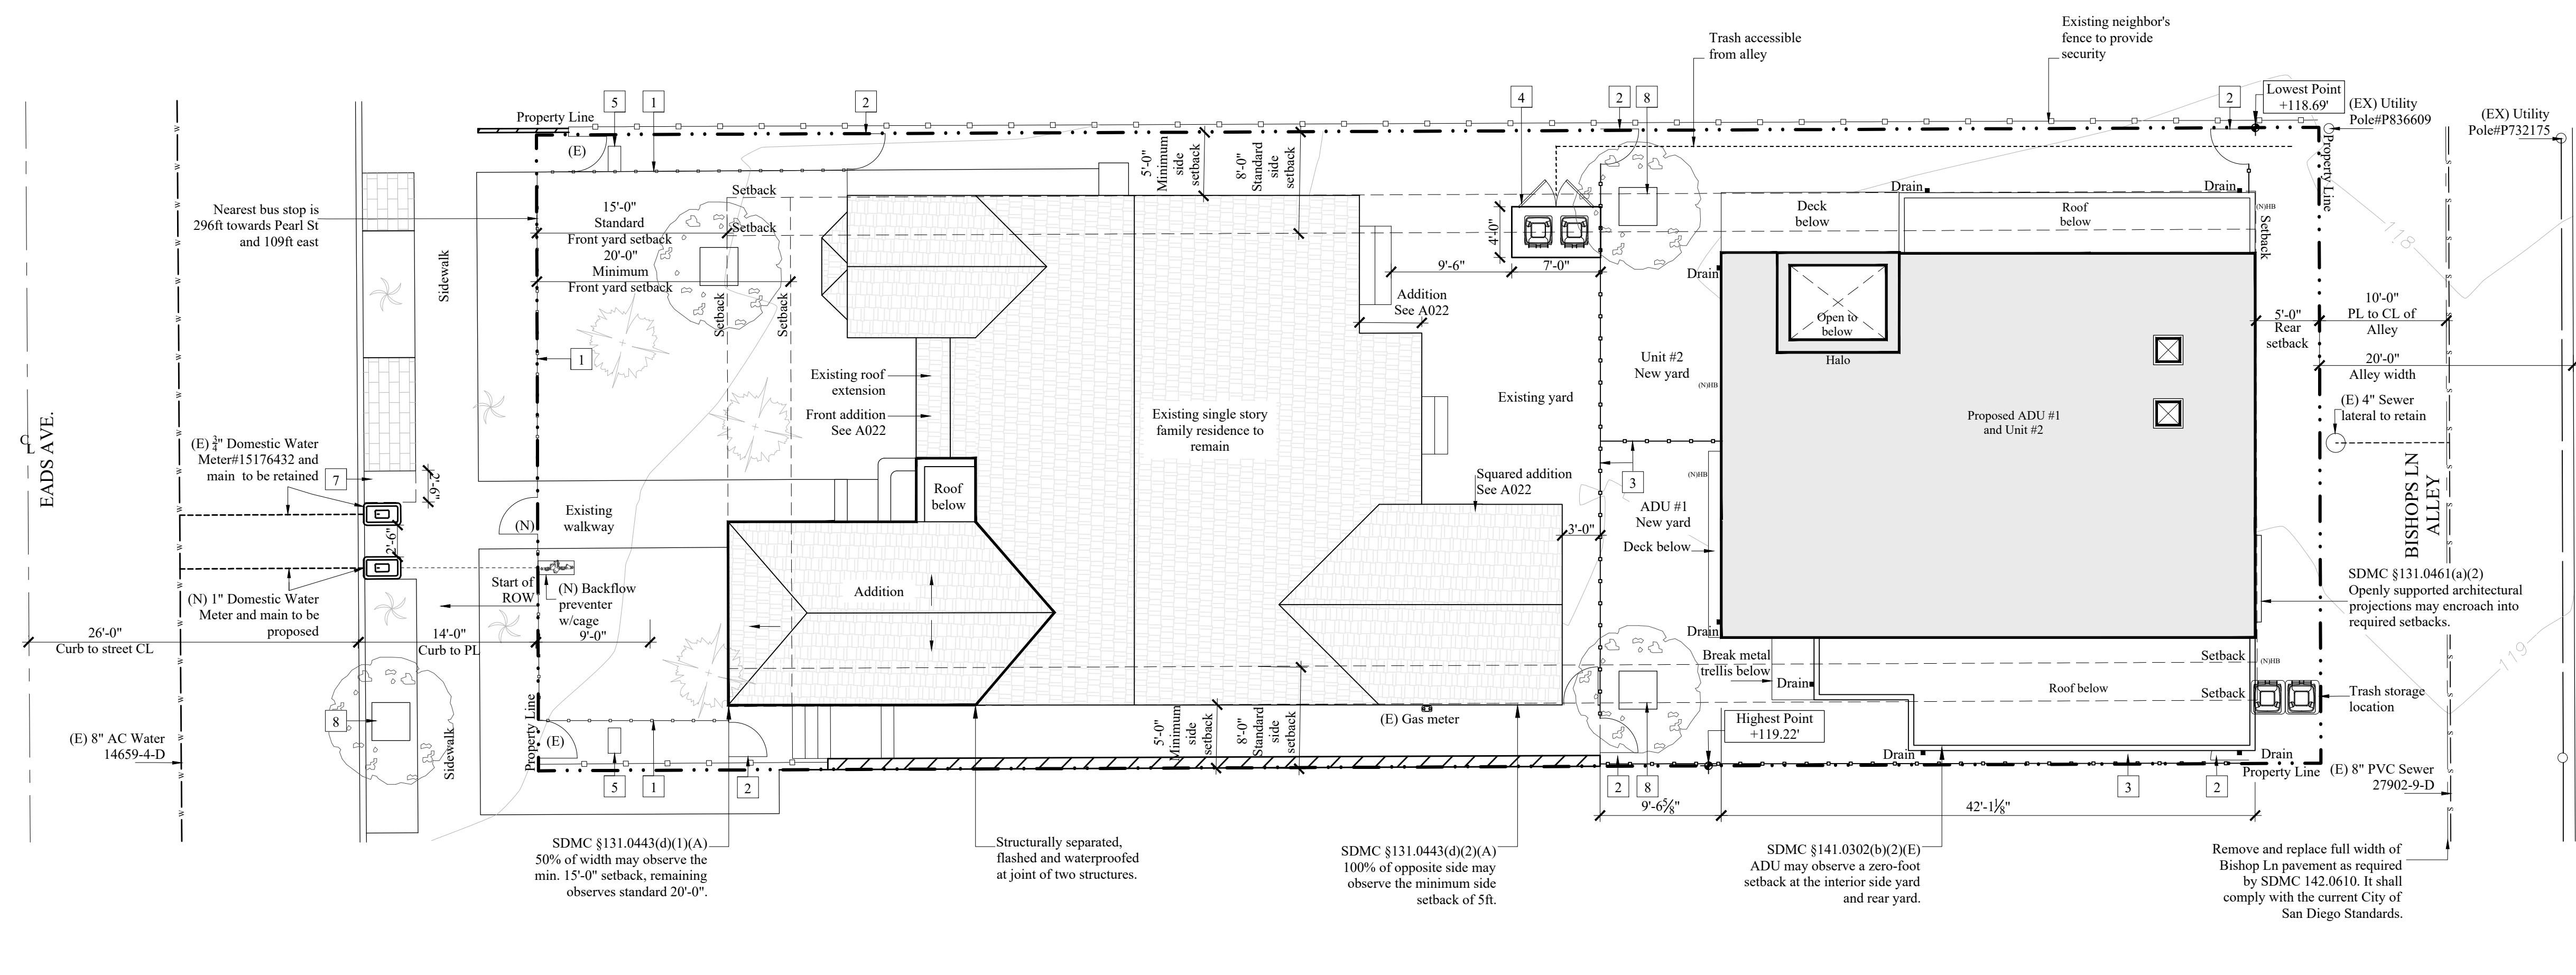 Existing neighbor's
fence to provide
security
Trash accessible
from alley
Lowest Point
+118.69'
(EX) Utility
Pole#P836609
(EX) Utility
Pole#P732175
Property Line
5
1
2
4
2
8
2
(E)
5'-0"
Minimum
side
setback
8'-0"
Standard
side
setback
Property Line
Nearest bus stop is
296ft towards Pearl St
and 109ft east
Sidewalk
15'-0"
Standard
Front yard setback
20'-0"
Minimum
Front yard setback
Setback
Setback
Setback
Setback
4'-0"
9'-6"
7'-0"
Addition
See A022
Drain
Drain
Deck
below
Roof
below
(N)HB
Setback
Drain
Open to
below
Halo
118
10'-0"
PL to CL of
Alley
5'-0"
Rear
setback
20'-0"
Alley width
1
Existing roof
extension
Front addition
See A022
Existing single story
family residence to
remain
Existing yard
Unit #2
New yard
(N)HB
Proposed ADU #1
and Unit #2
(E) 4" Sewer
lateral to retain
CL
EADS AVE.
(E) ¾" Domestic Water
Meter#15176432 and
main to be retained
7
2'-6"
2'-6"
(N)
Existing
walkway
Roof
below
Squared addition
See A022
3
(N)HB
ADU #1
New yard
3'-0"
Deck below
BISHOPS LN
ALLEY
Start of
ROW
(N) Backflow
preventer
w/cage
9'-0"
(N) 1" Domestic Water
Meter and main to be
proposed
Addition
26'-0"
Curb to street CL
14'-0"
Curb to PL
SDMC §131.0461(a)(2)
Openly supported architectural
projections may encroach into
required setbacks.
119
Drain
Break metal
trellis below
Drain
Setback
(N)HB
Roof below
Setback
Trash storage
location
8
(E) 8" AC Water
14659-4-D
Sidewalk
Property Line
(E)
5'-0"
Minimum
side
setback
8'-0"
Standard
side
setback
(E) Gas meter
Highest Point
+119.22'
Drain
Drain
Property Line
(E) 8" PVC Sewer
27902-9-D
5
1
2
2
8
3
2
9'-6⅝"
42'-1⅛"
SDMC §131.0443(d)(1)(A)
50% of width may observe the
min. 15'-0" setback, remaining
observes standard 20'-0".
Structurally separated,
flashed and waterproofed
at joint of two structures.
SDMC §131.0443(d)(2)(A)
100% of opposite side may
observe the minimum side
setback of 5ft.
SDMC §141.0302(b)(2)(E)
ADU may observe a zero-foot
setback at the interior side yard
and rear yard.
Remove and replace full width of
Bishop Ln pavement as required
by SDMC 142.0610. It shall
comply with the current City of
San Diego Standards.